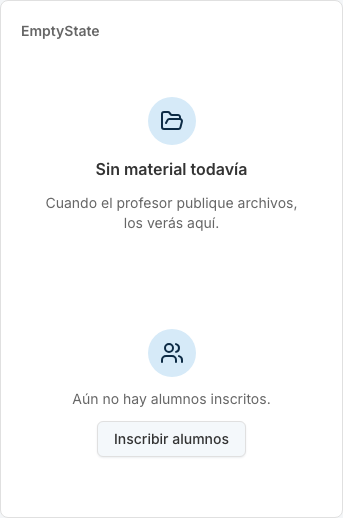 EmptyState
Sin material todavía
Cuando el profesor publique archivos,
los verás aquí.
Aún no hay alumnos inscritos.
Inscribir alumnos